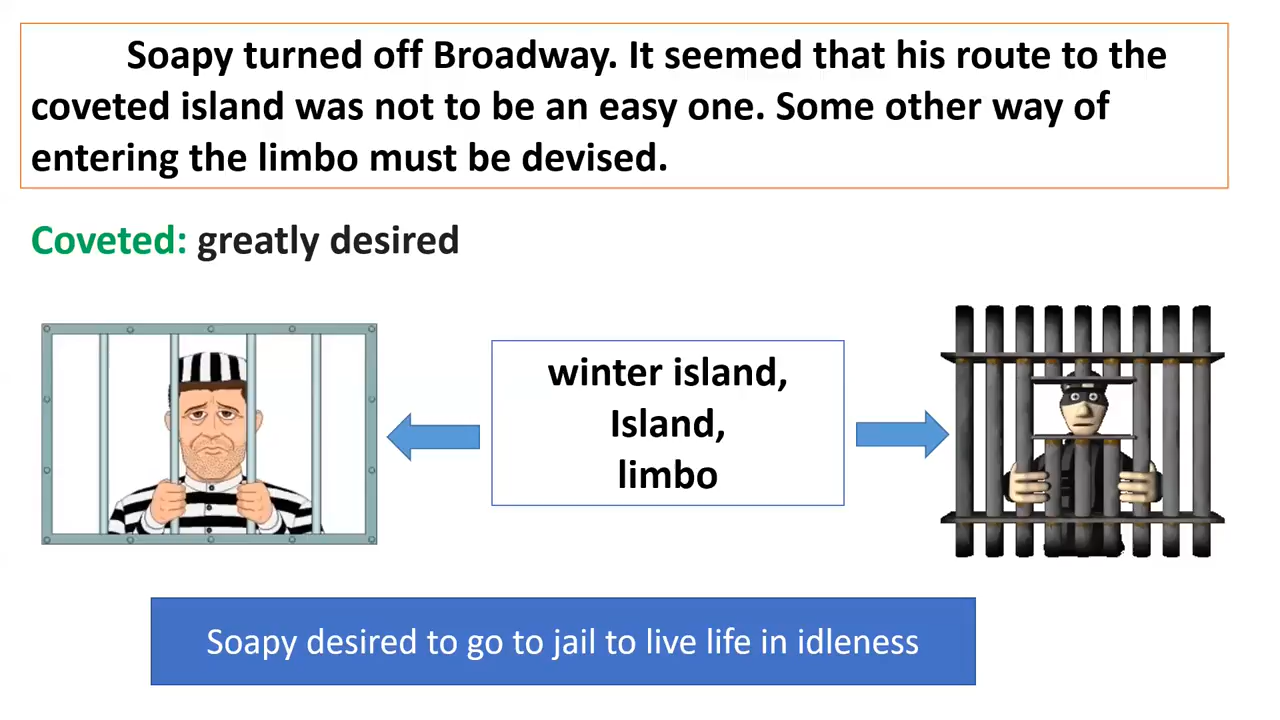 Soapy turned off Broadway. It seemed that his route to the
coveted island was not to be an easy one. Some other way of
entering the limbo must be devised.
Coveted: greatly desired
winter island,
Island,
limbo
Soapy desired to go to jail to live life in idleness